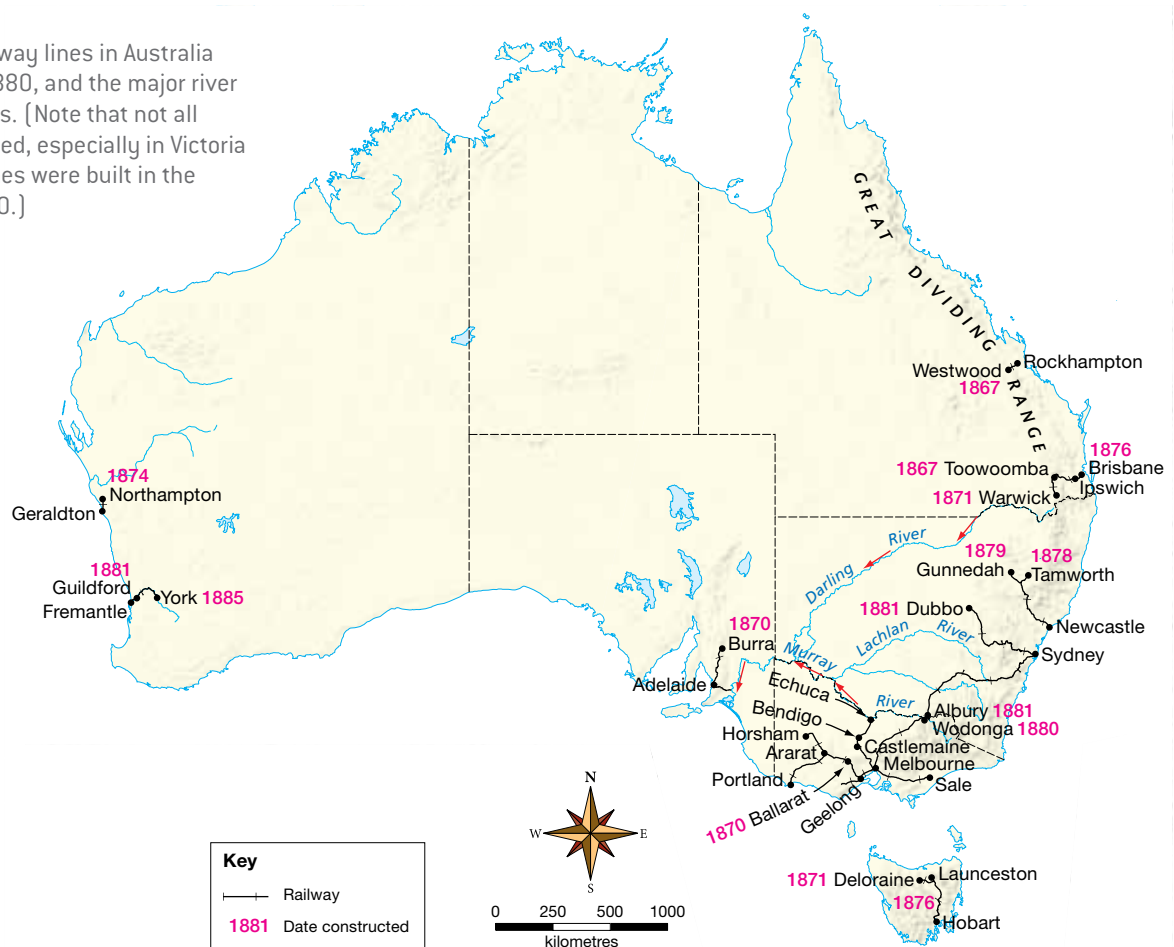 way lines in Australia
880, and the major river
s. (Note that not all
ed, especially in Victoria
es were built in the
0.)
GREAT DIVIDING RANGE
Rockhampton
Westwood
1867
1876
Brisbane
1867 Toowoomba
Ipswich
1871 Warwick
1874
Northampton
Geraldton
1881
Guildford
York 1885
Fremantle
Darling River
1879
Gunnedah
1878
Tamworth
1881 Dubbo
Newcastle
Lachlan River
Sydney
1870
Burra
Adelaide
Murray River
Echuca
Albury 1881
Wodonga 1880
Bendigo
Horsham
Castlemaine
Ararat
Melbourne
Portland
Sale
1870 Ballarat
Geelong
N
W
E
S
1871 Deloraine
Launceston
1876
Hobart
Key
Railway
1881 Date constructed
0 250 500 1000
kilometres